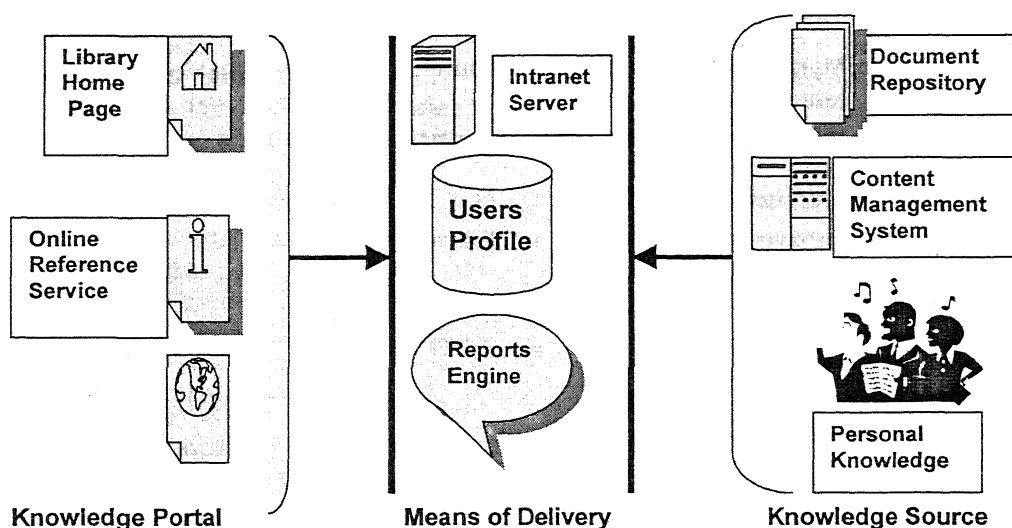 Library
Home
Page
Online
Reference
Service
Knowledge Portal
Intranet
Server
Users
Profile
Reports
Engine
Means of Delivery
Document
Repository
Content
Management
System
Personal
Knowledge
Knowledge Source